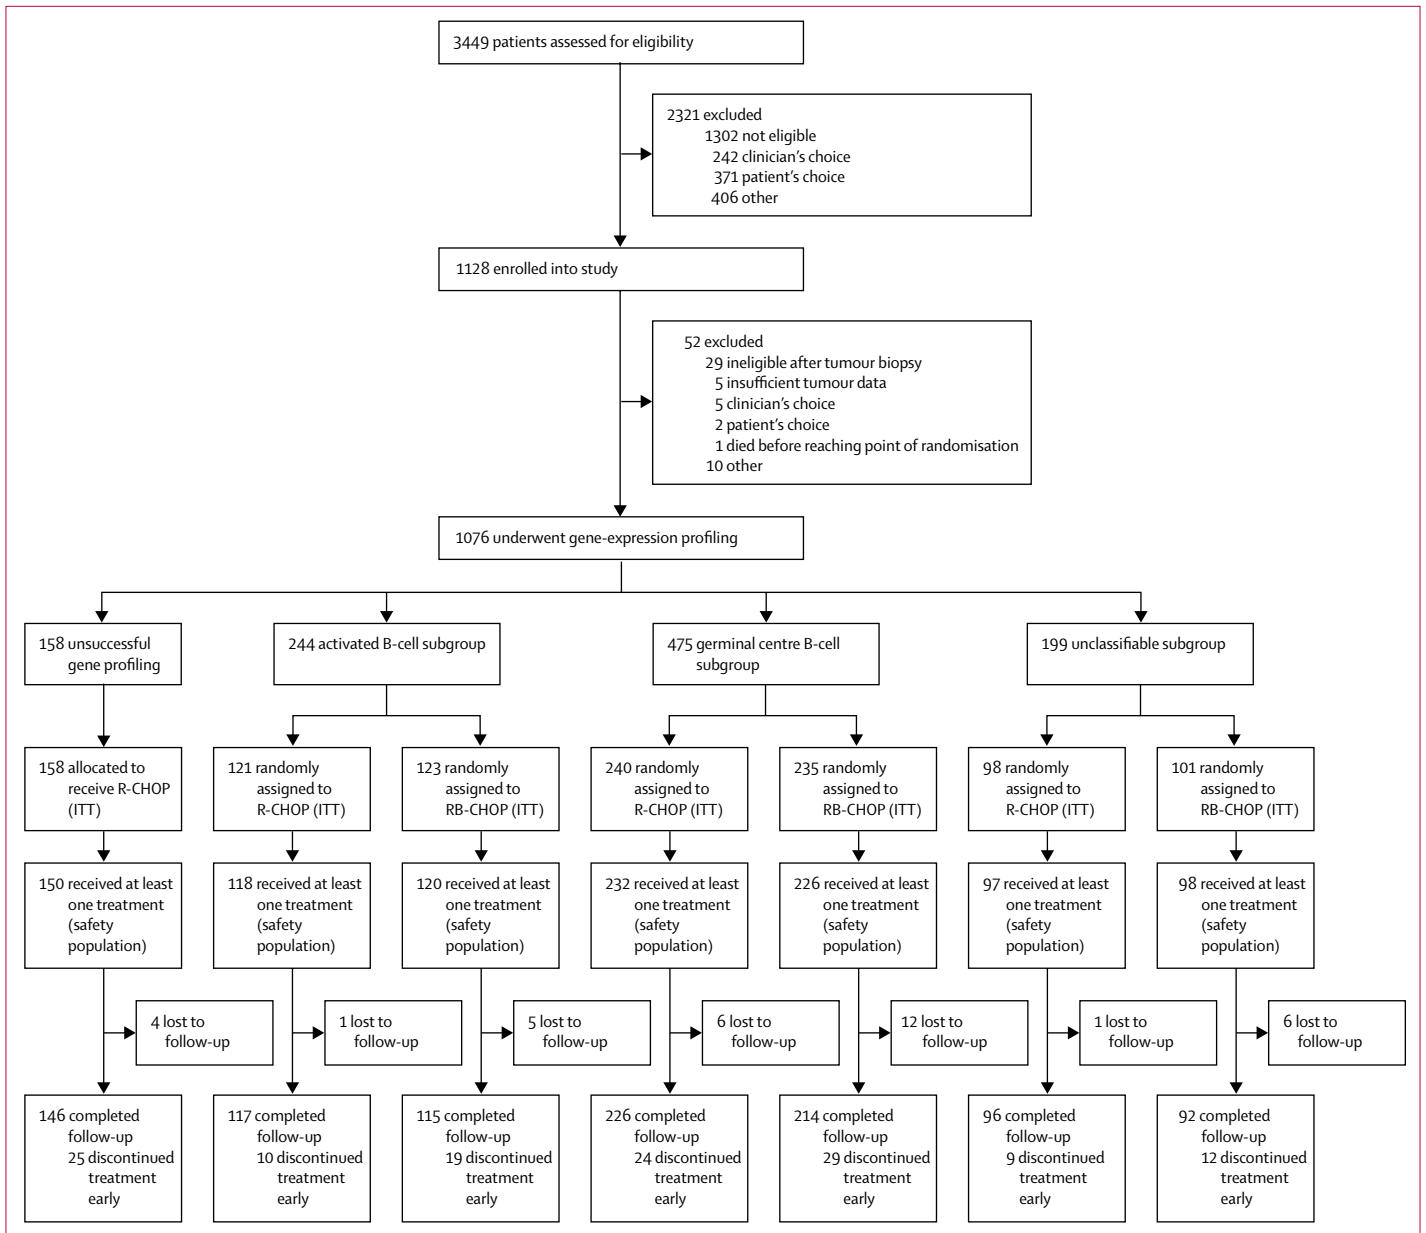 3449 patients assessed for eligibility
2321 excluded
1302 not eligible
242 clinician's choice
371 patient's choice
406 other
1128 enrolled into study
52 excluded
29 ineligible after tumour biopsy
5 insufficient tumour data
5 clinician's choice
2 patient's choice
1 died before reaching point of randomisation
10 other
1076 underwent gene-expression profiling
158 unsuccessful
gene profiling
244 activated B-cell subgroup
475 germinal centre B-cell
subgroup
199 unclassifiable subgroup
158 allocated to
receive R-CHOP
(ITT)
121 randomly
assigned to
R-CHOP (ITT)
123 randomly
assigned to
RB-CHOP (ITT)
240 randomly
assigned to
R-CHOP (ITT)
235 randomly
assigned to
RB-CHOP (ITT)
98 randomly
assigned to
R-CHOP (ITT)
101 randomly
assigned to
RB-CHOP (ITT)
150 received at least
one treatment
(safety
population)
118 received at least
one treatment
(safety
population)
120 received at least
one treatment
(safety
population)
232 received at least
one treatment
(safety
population)
226 received at least
one treatment
(safety
population)
97 received at least
one treatment
(safety
population)
98 received at least
one treatment
(safety
population)
4 lost to
follow-up
1 lost to
follow-up
5 lost to
follow-up
6 lost to
follow-up
12 lost to
follow-up
1 lost to
follow-up
6 lost to
follow-up
146 completed
follow-up
25 discontinued
treatment
early
117 completed
follow-up
10 discontinued
treatment
early
115 completed
follow-up
19 discontinued
treatment
early
226 completed
follow-up
24 discontinued
treatment
early
214 completed
follow-up
29 discontinued
treatment
early
96 completed
follow-up
9 discontinued
treatment
early
92 completed
follow-up
12 discontinued
treatment
early